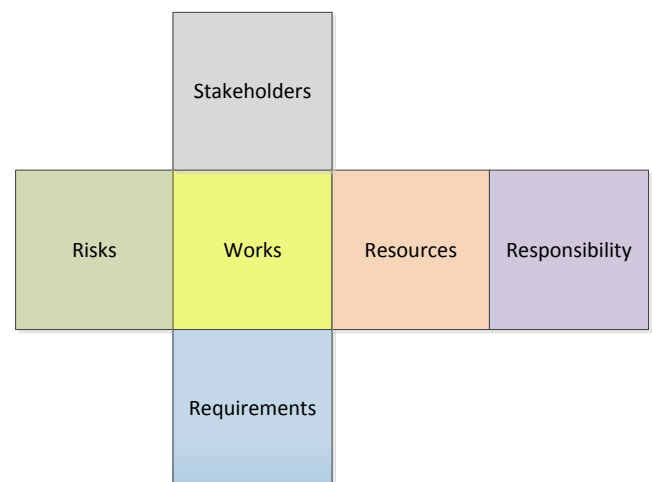 Stakeholders
Risks
Works
Resources
Responsibility
Requirements